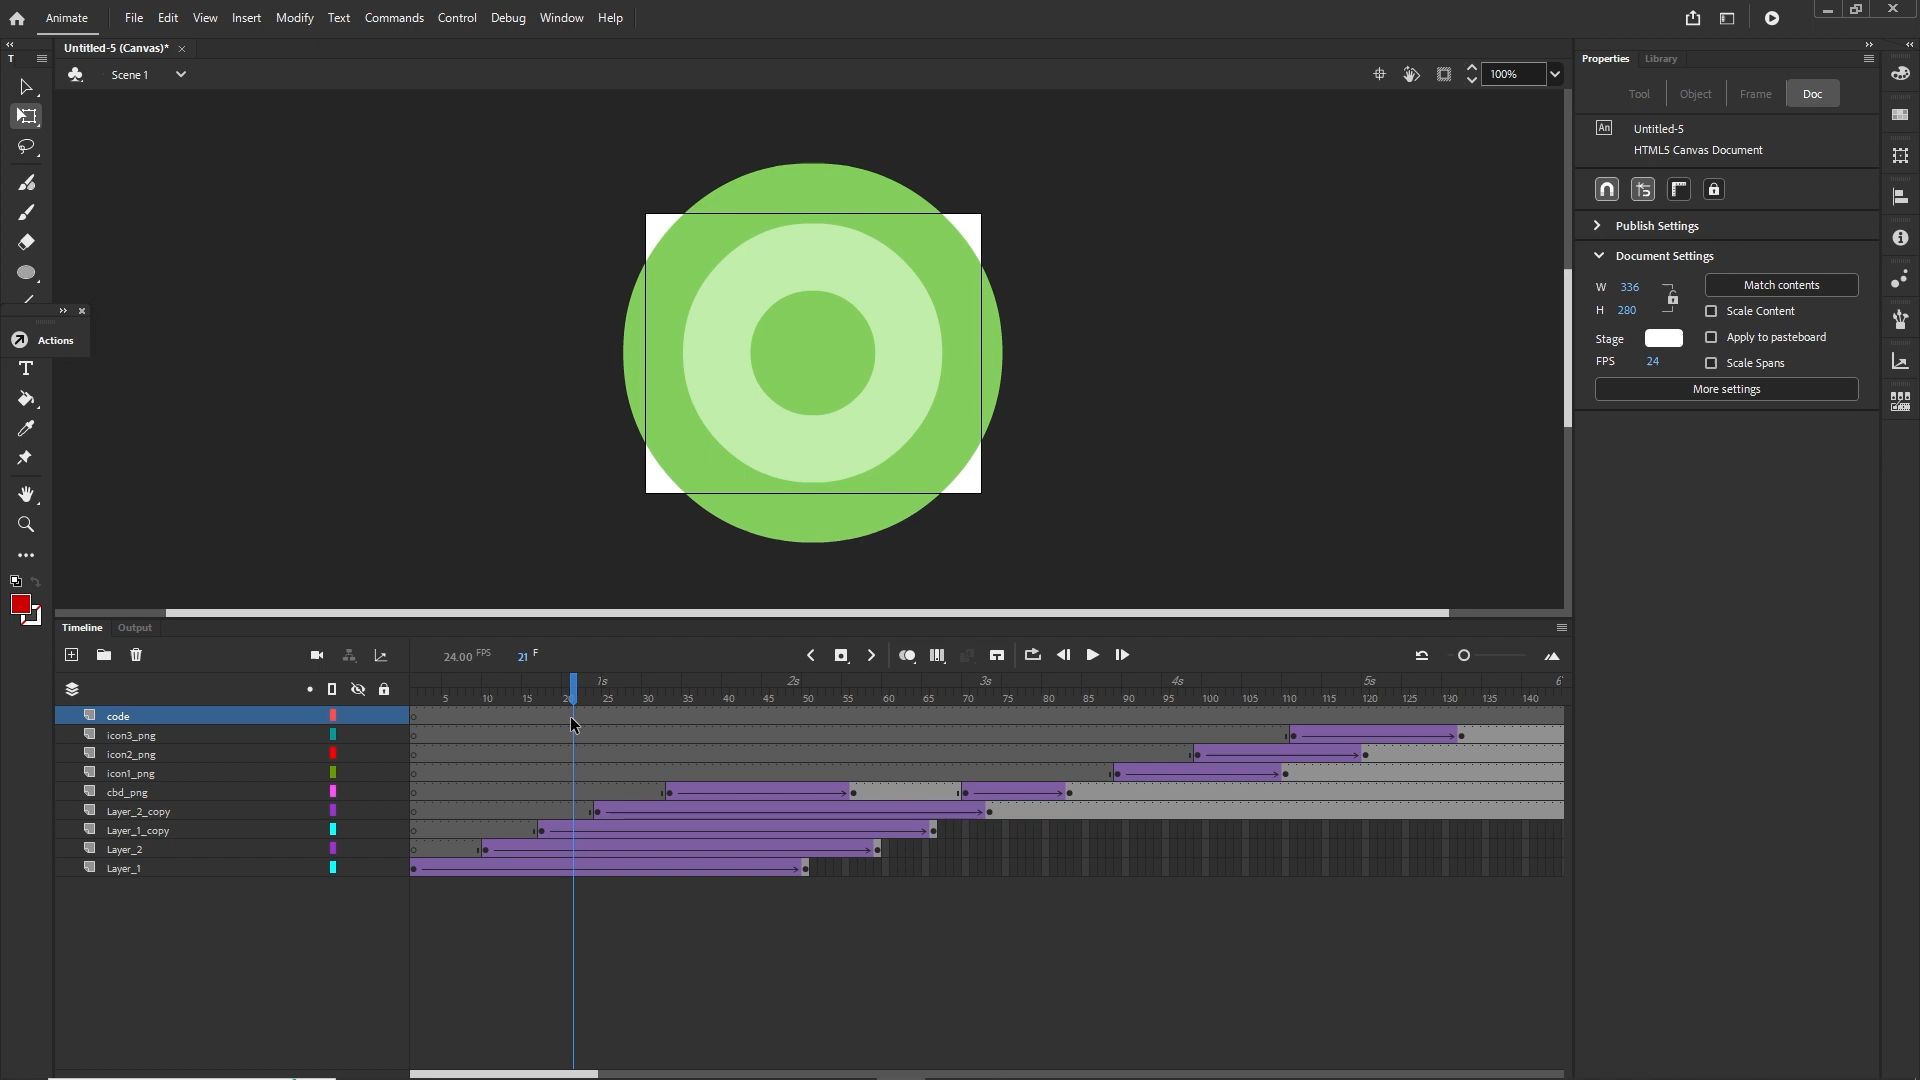 Animate File Edit View Insert Modify Text Commands Control Debug Window Help
Untitled-5 (Canvas)*
Scene 1
100%
T
Actions
Properties Library
Tool Object Frame Doc
An Untitled-5
HTML5 Canvas Document
Publish Settings
Document Settings
W 336 Match contents
H 280 Scale Content
Stage Apply to pasteboard
FPS 24 Scale Spans
More settings
Timeline Output
24.00 FPS 21 F
1s 2s 3s 4s 5s 6
5 10 15 20 25 30 35 40 45 50 55 60 65 70 75 80 85 90 95 100 105 110 115 120 125 130 135 140
code
icon3_png
icon2_png
icon1_png
cbd_png
Layer_2_copy
Layer_1_copy
Layer_2
Layer_1